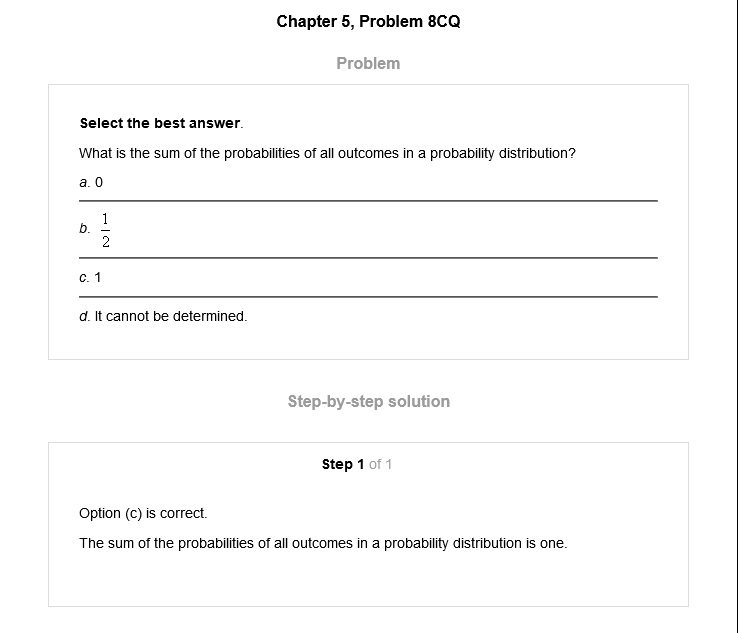 Chapter 5, Problem 8CQ
Problem
Select the best answer.
What is the sum of the probabilities of all outcomes in a probability distribution?
a. 0
b. 1/2
c. 1
d. It cannot be determined.
Step-by-step solution
Step 1 of 1
Option (c) is correct.
The sum of the probabilities of all outcomes in a probability distribution is one.